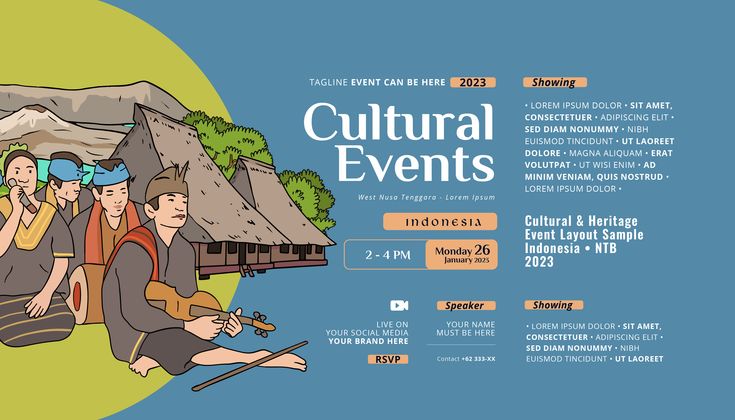 TAGLINE EVENT CAN BE HERE 2023
Cultural
Events
West Nusa Tenggara - Lorem Ipsum
INDONESIA
2 - 4 PM
Monday 26
January 2023
LIVE ON
YOUR SOCIAL MEDIA
YOUR BRAND HERE
RSVP
Speaker
YOUR NAME
MUST BE HERE
Contact +62 333-XX
Showing
• LOREM IPSUM DOLOR • SIT AMET,
CONSECTETUER • ADIPISCING ELIT •
SED DIAM NONUMMY • NIBH
EUISMOD TINCIDUNT • UT LAOREET
DOLORE • MAGNA ALIQUAM • ERAT
VOLUTPAT • UT WISI ENIM • AD
MINIM VENIAM, QUIS NOSTRUD •
LOREM IPSUM DOLOR •
Cultural & Heritage
Event Layout Sample
Indonesia • NTB
2023
Showing
• LOREM IPSUM DOLOR • SIT AMET,
CONSECTETUER • ADIPISCING ELIT •
SED DIAM NONUMMY • NIBH
EUISMOD TINCIDUNT • UT LAOREET